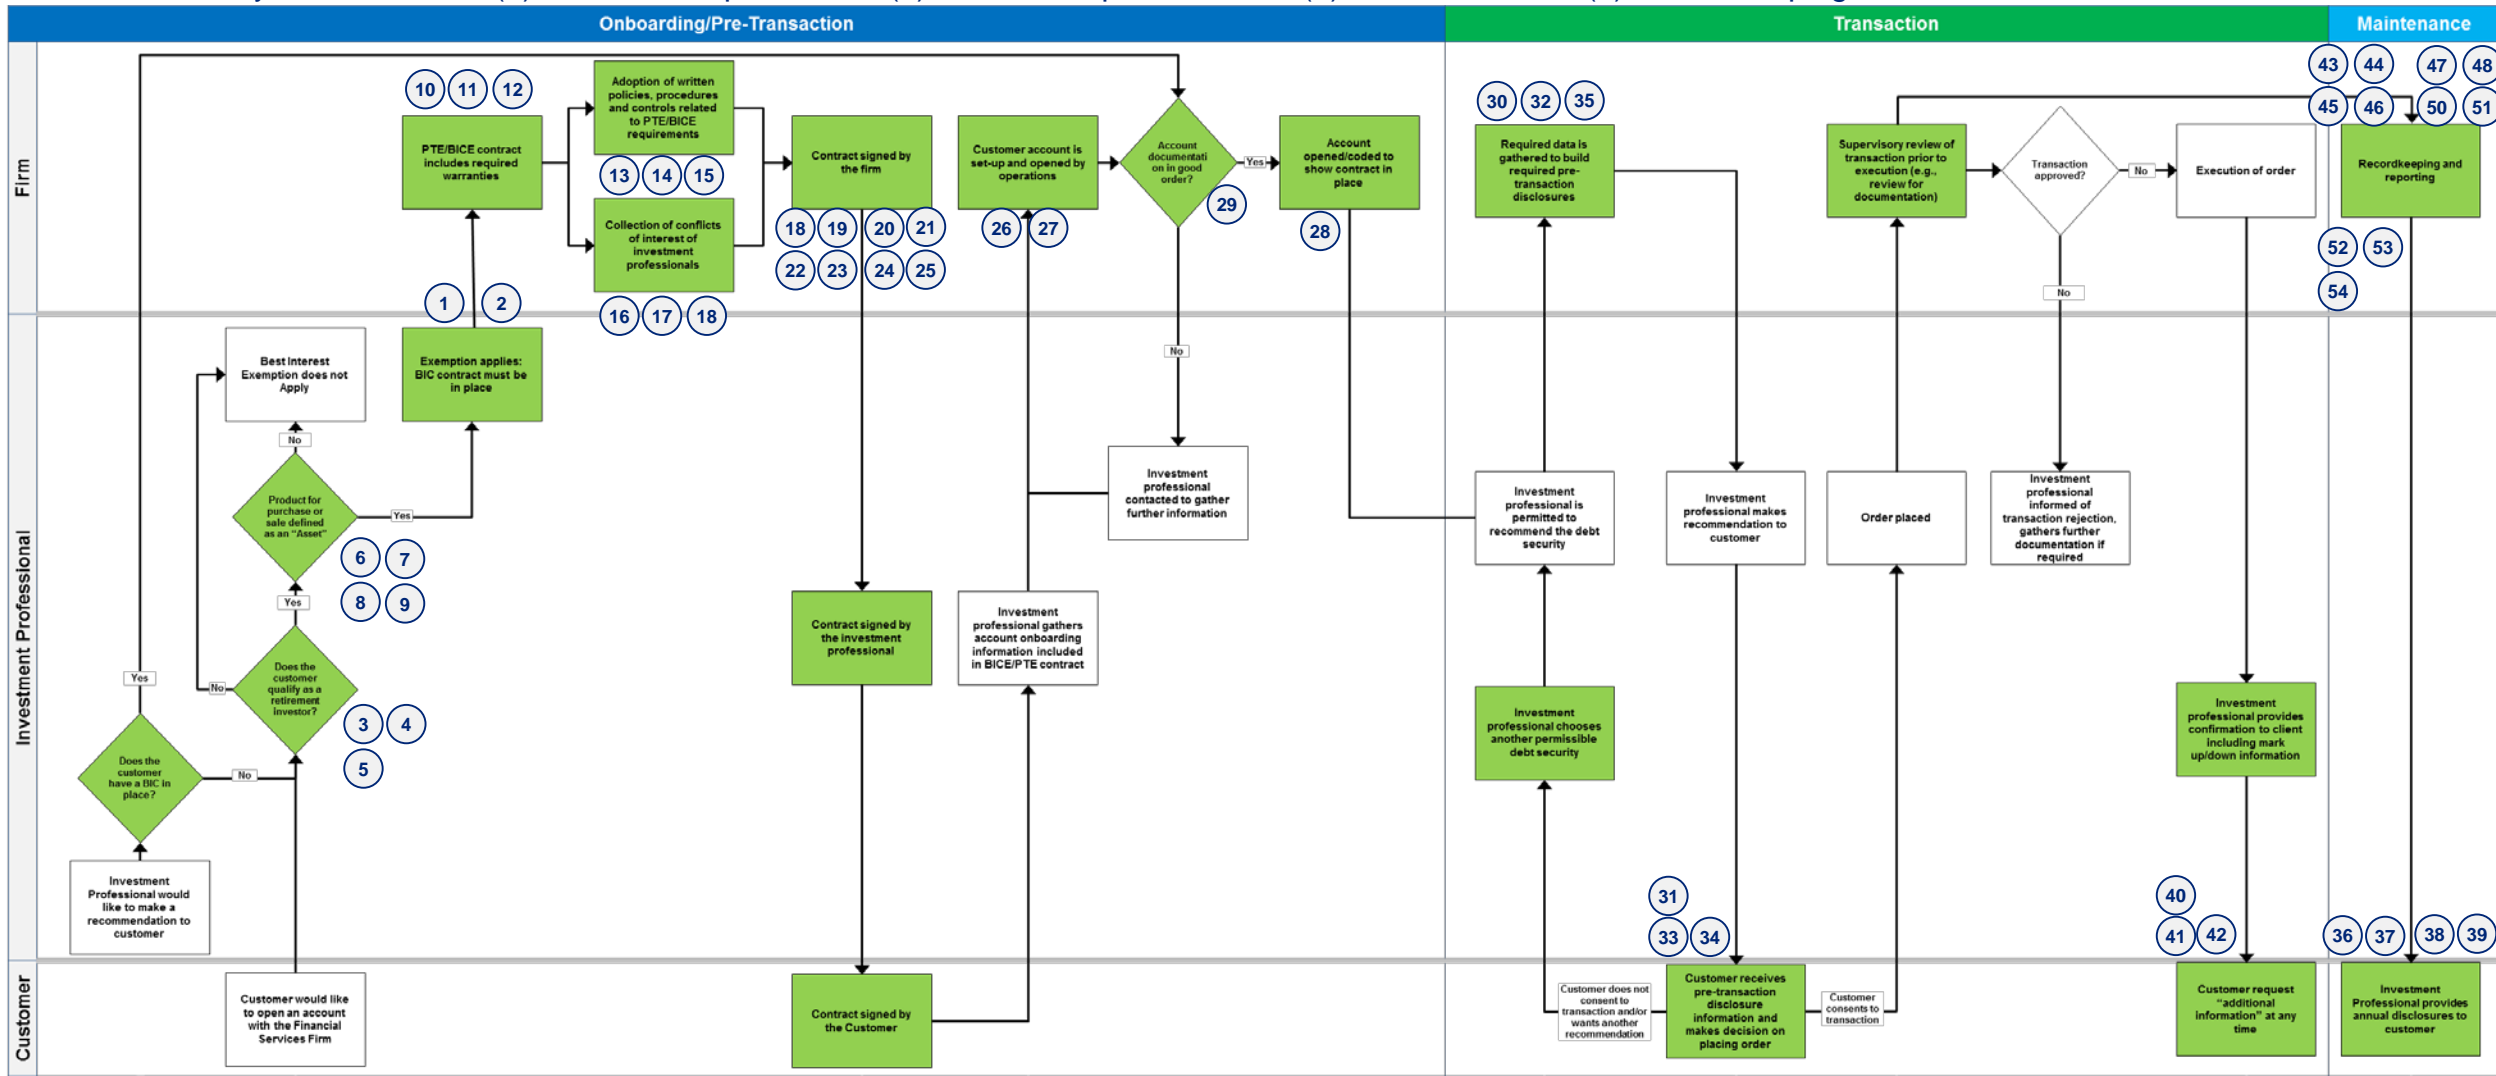 Onboarding/Pre-Transaction
Transaction
Maintenance
Firm
10
11
12
PTE/BICE contract
includes required
warranties
Adoption of written
policies, procedures
and controls related
to PTE/BICE
requirements
13
14
15
Collection of conflicts
of interest of
investment
professionals
16
17
18
Contract signed by
the firm
18
19
20
21
22
23
24
25
Customer account is
set-up and opened by
operations
26
27
Account
documentati
on in good
order?
29
Yes
No
Account
opened/coded to
show contract in
place
28
30
32
35
Required data is
gathered to build
required pre-
transaction
disclosures
Supervisory review of
transaction prior to
execution (e.g.,
review for
documentation)
Transaction
approved?
No
No
Execution of order
43
44
47
48
45
46
50
51
Recordkeeping and
reporting
52
53
54
Investment Professional
1
2
Best Interest
Exemption does not
Apply
Exemption applies:
BIC contract must be
in place
No
Product for
purchase or
sale defined
as an "Asset"
Yes
6
7
8
9
Yes
Does the
customer
qualify as a
retirement
investor?
No
3
4
5
Yes
Does the
customer
have a BIC in
place?
No
Investment
Professional would
like to make a
recommendation to
customer
Contract signed by
the investment
professional
Investment
professional gathers
account onboarding
information included
in BICE/PTE contract
Investment
professional
contacted to gather
further information
Investment
professional is
permitted to
recommend the debt
security
Investment
professional makes
recommendation to
customer
Order placed
Investment
professional
informed of
transaction rejection,
gathers further
documentation if
required
Investment
professional chooses
another permissible
debt security
Investment
professional provides
confirmation to client
including mark
up/down information
31
33
34
40
41
42
36
37
38
39
Customer
Customer would like
to open an account
with the Financial
Services Firm
Contract signed by
the Customer
Customer does not
consent to
transaction and/or
wants another
recommendation
Customer receives
pre-transaction
disclosure
information and
makes decision on
placing order
Customer
consents to
transaction
Customer request
"additional
information" at any
time
Investment
Professional provides
annual disclosures to
customer